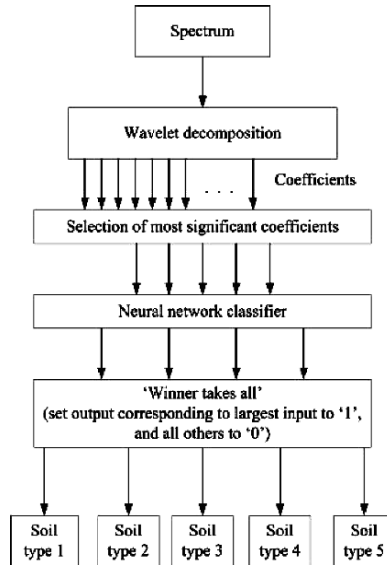 Spectrum
Wavelet decomposition
. . .
Coefficients
Selection of most significant coefficients
Neural network classifier
‘Winner takes all’
(set output corresponding to largest input to ‘1’,
and all others to ‘0’)
Soil
type 1
Soil
type 2
Soil
type 3
Soil
type 4
Soil
type 5